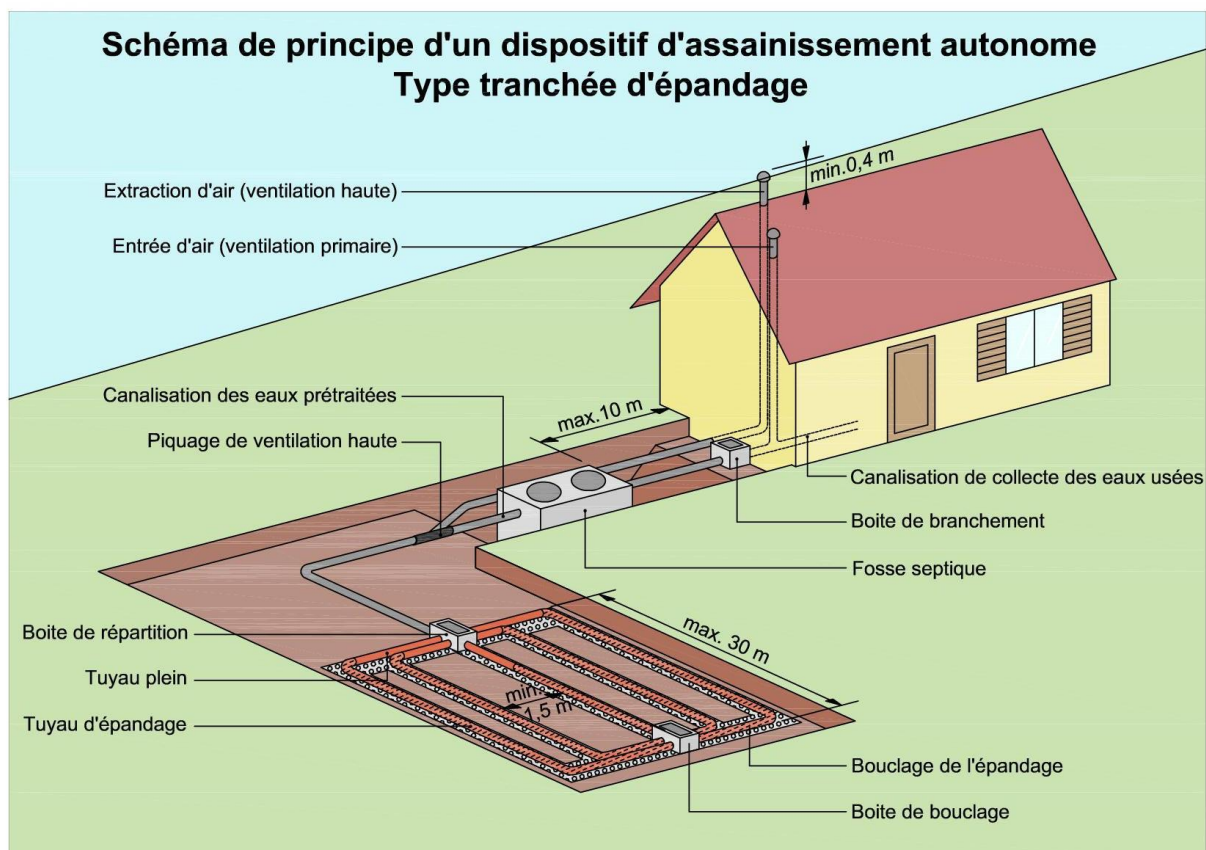 Schéma de principe d'un dispositif d'assainissement autonome
Type tranchée d'épandage
min.0,4 m
Extraction d'air (ventilation haute)
Entrée d'air (ventilation primaire)
Canalisation des eaux prétraitées
max.10 m
Piquage de ventilation haute
Canalisation de collecte des eaux usées
Boite de branchement
Fosse septique
Boite de répartition
max. 30 m
Tuyau plein
min.
1,5 m
Tuyau d'épandage
Bouclage de l'épandage
Boite de bouclage